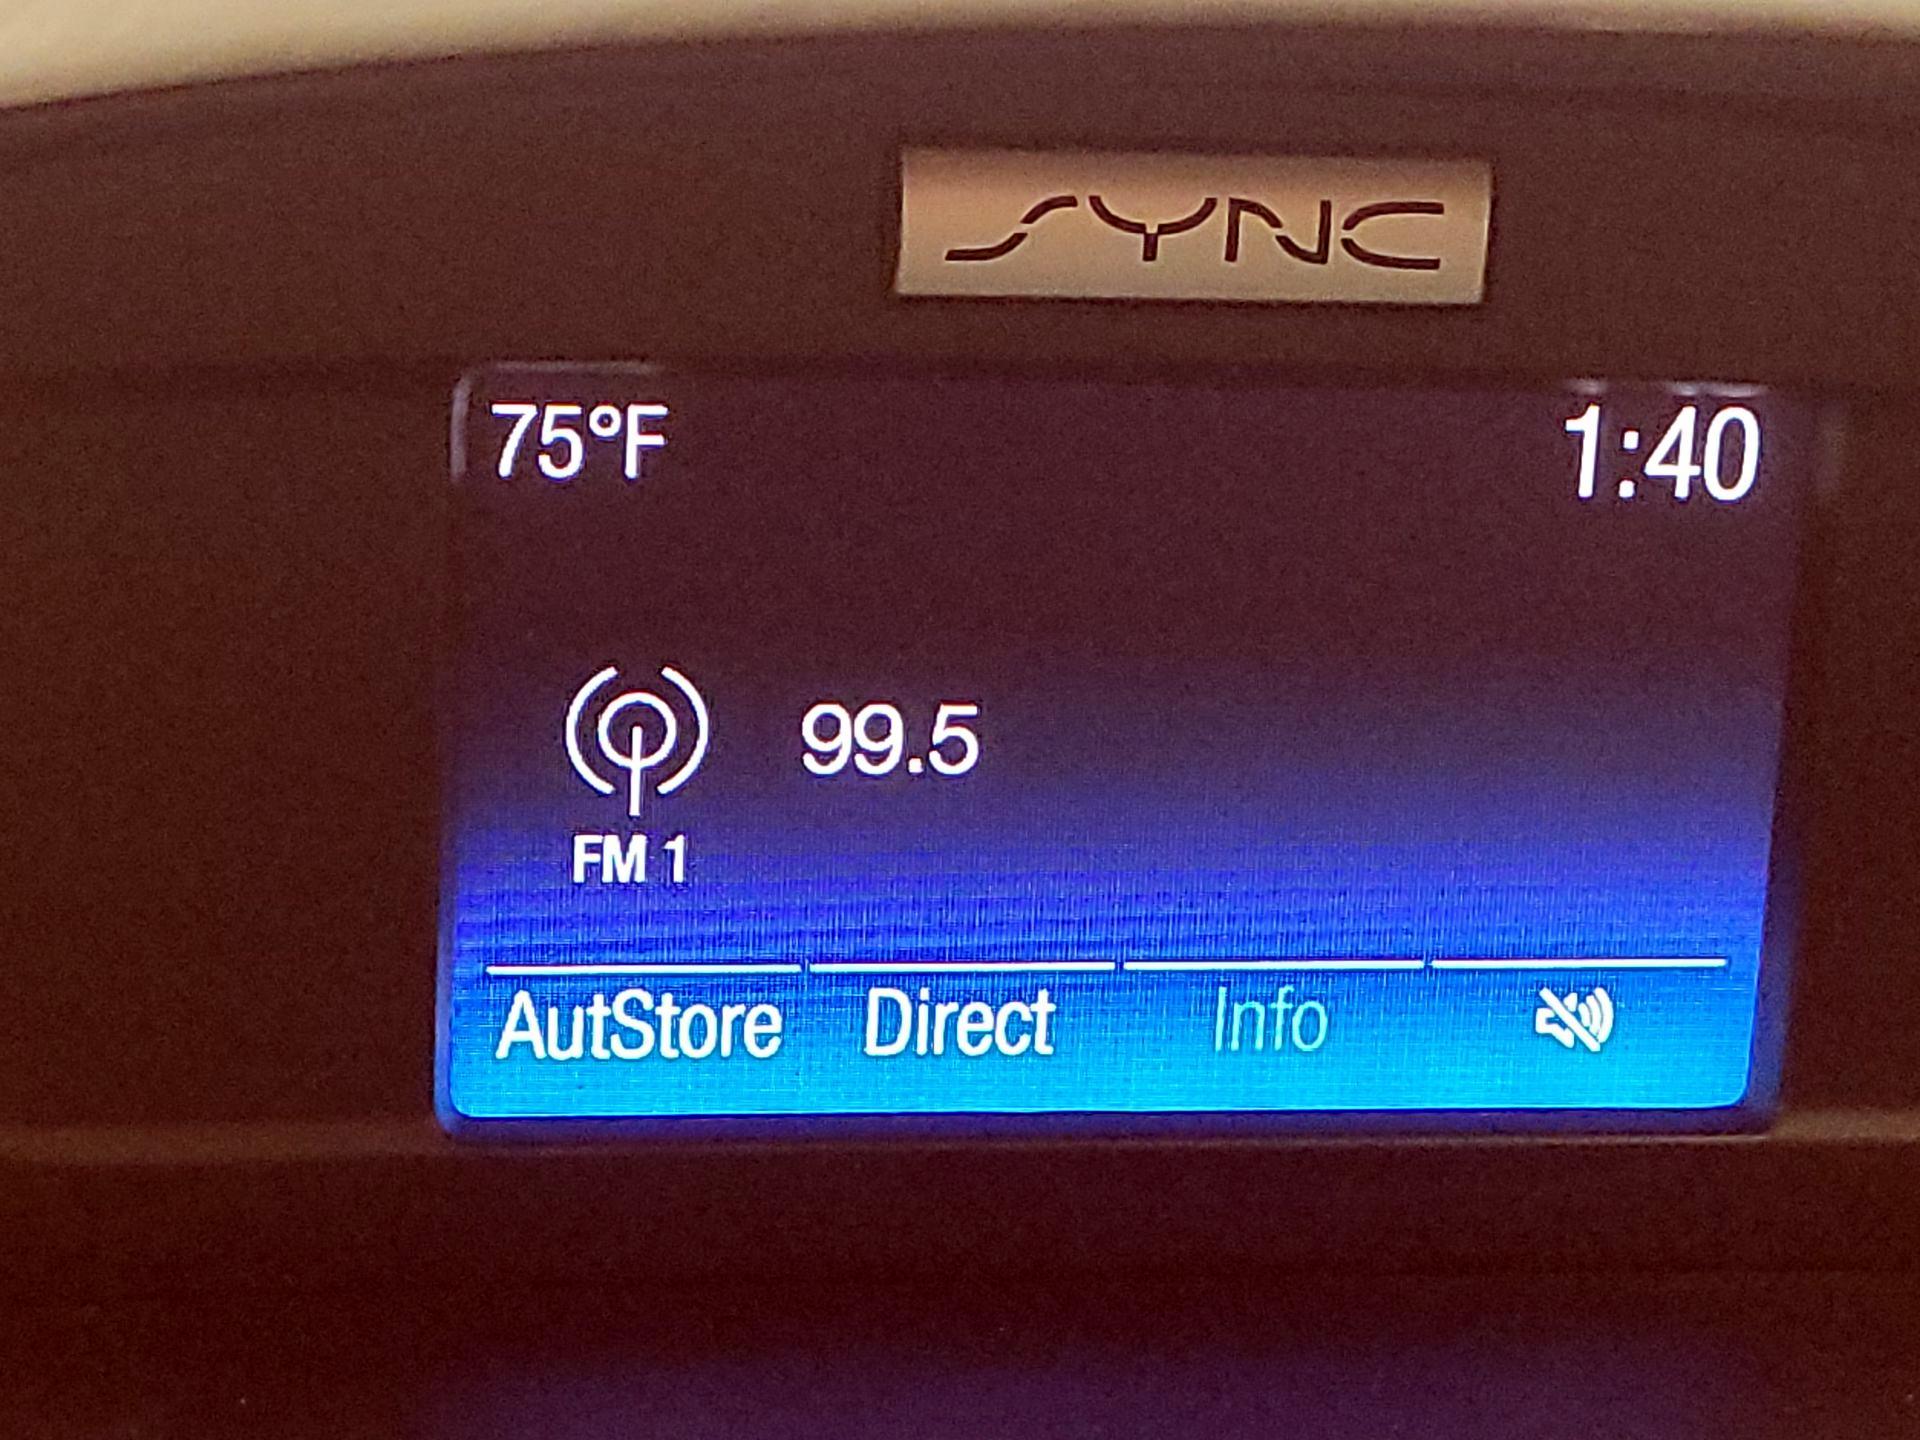 SYNC
75°F 1:40
99.5
FM 1
AutStore Direct Info